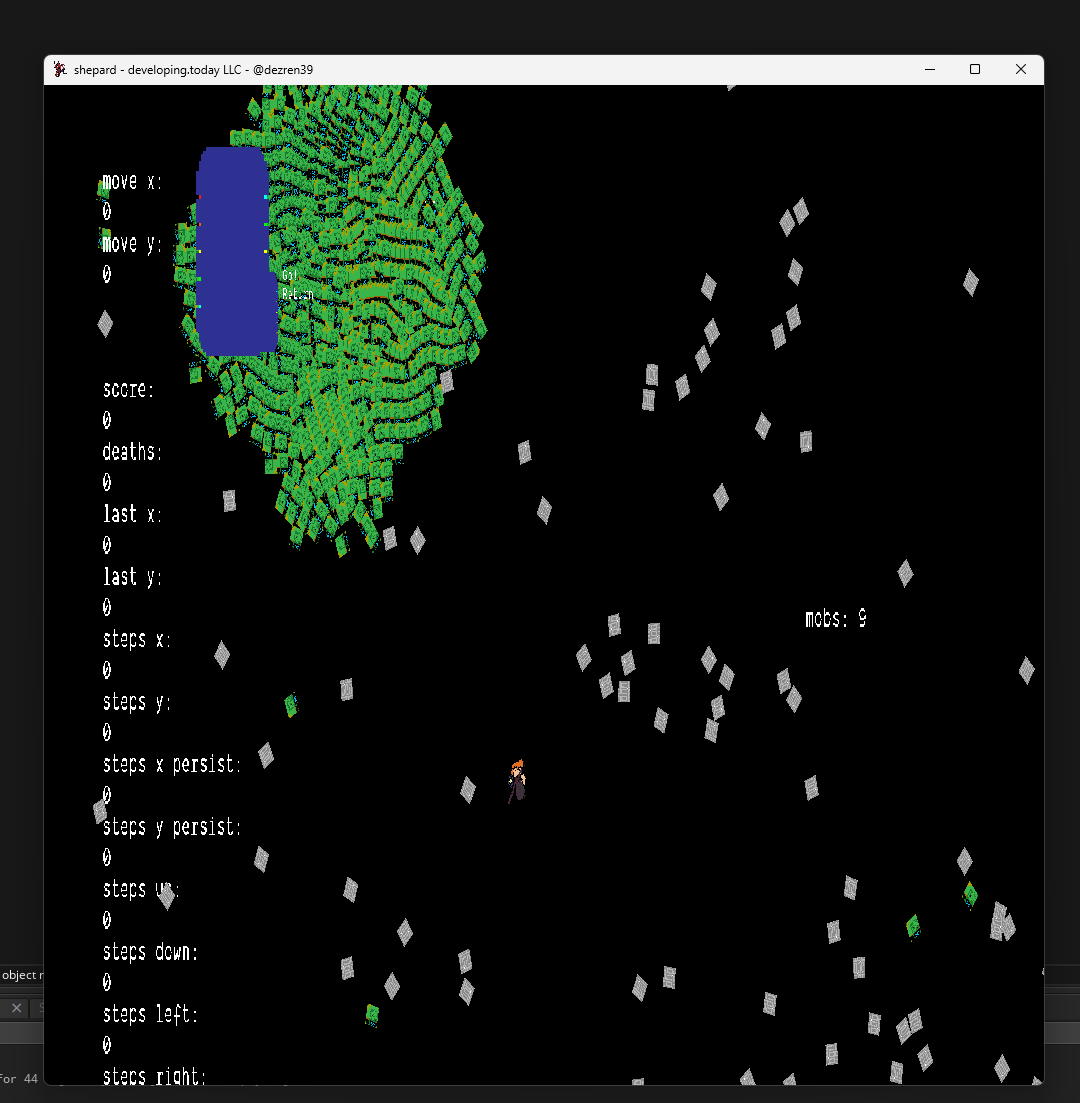 shepard - developing.today LLC - @dezren39
move x:
0
move y:
0
Go!
Return
score:
0
deaths:
0
last x:
0
last y:
0
mobs: 9
steps x:
0
steps y:
0
steps x persist:
0
steps y persist:
0
steps up:
0
steps down:
0
object
steps left:
0
steps right:
for 44